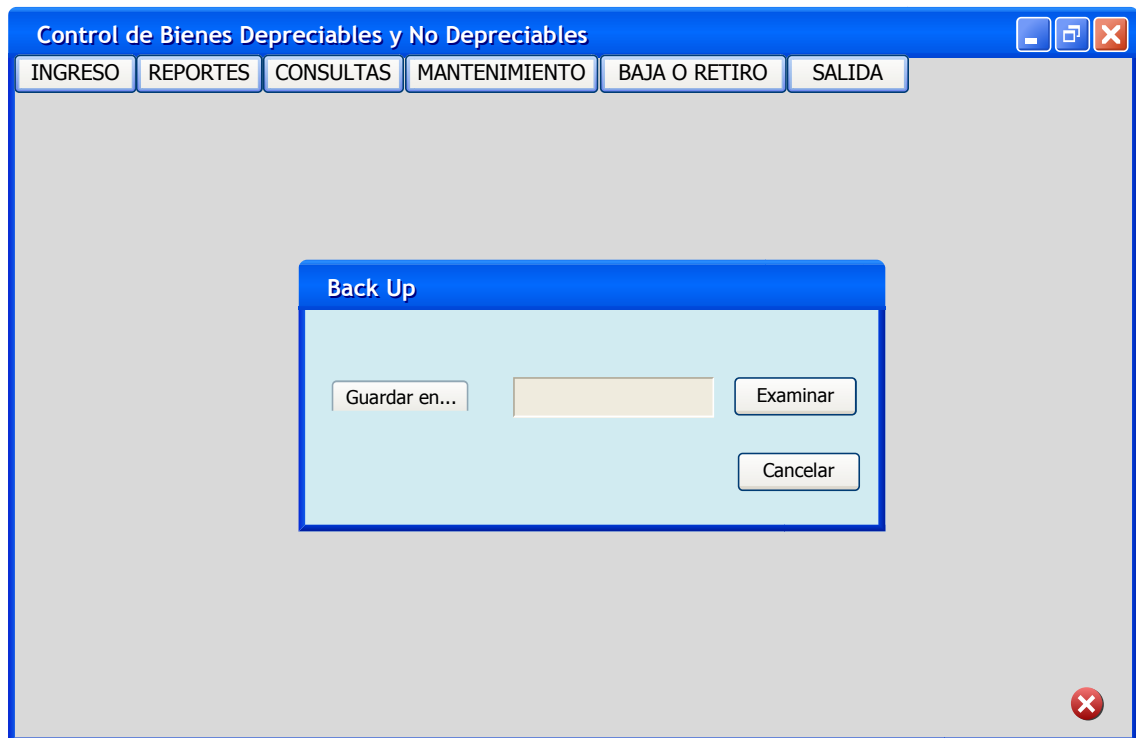 Control de Bienes Depreciables y No Depreciables
INGRESO REPORTES CONSULTAS MANTENIMIENTO BAJA O RETIRO SALIDA
Back Up
Guardar en... Examinar
Cancelar